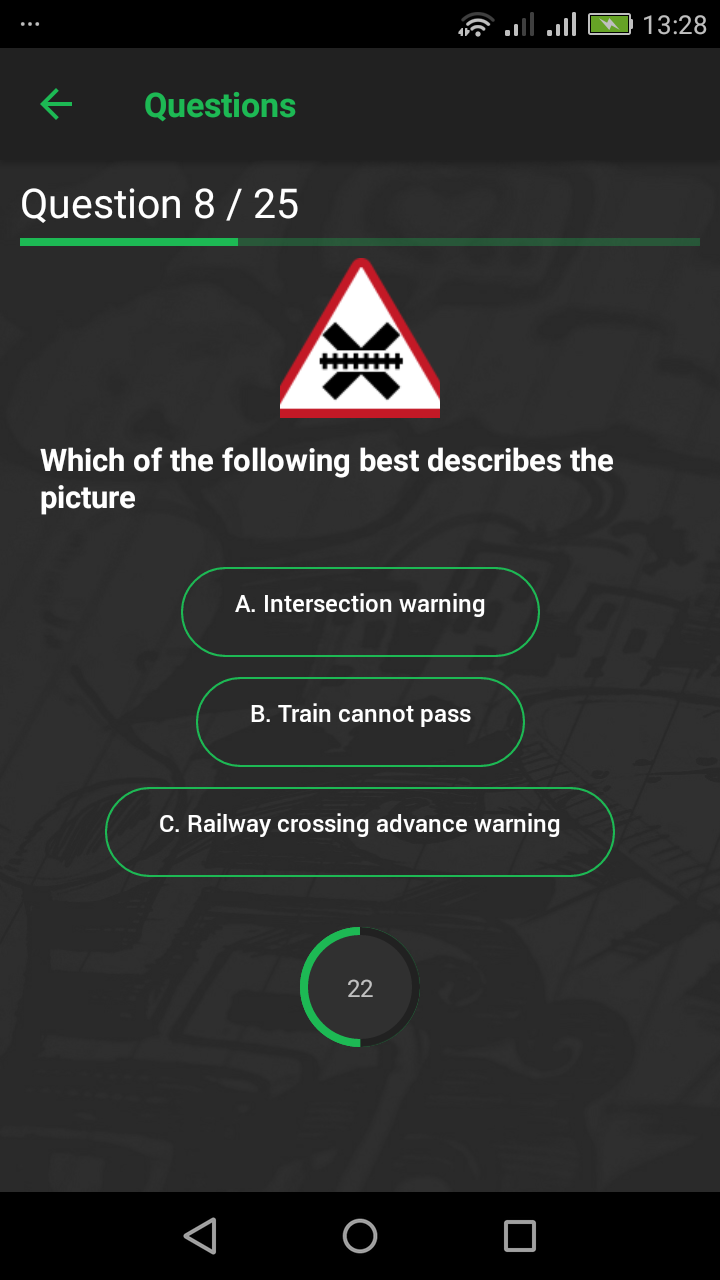 ...
13:28
Questions
Question 8 / 25
Which of the following best describes the
picture
A. Intersection warning
B. Train cannot pass
C. Railway crossing advance warning
22